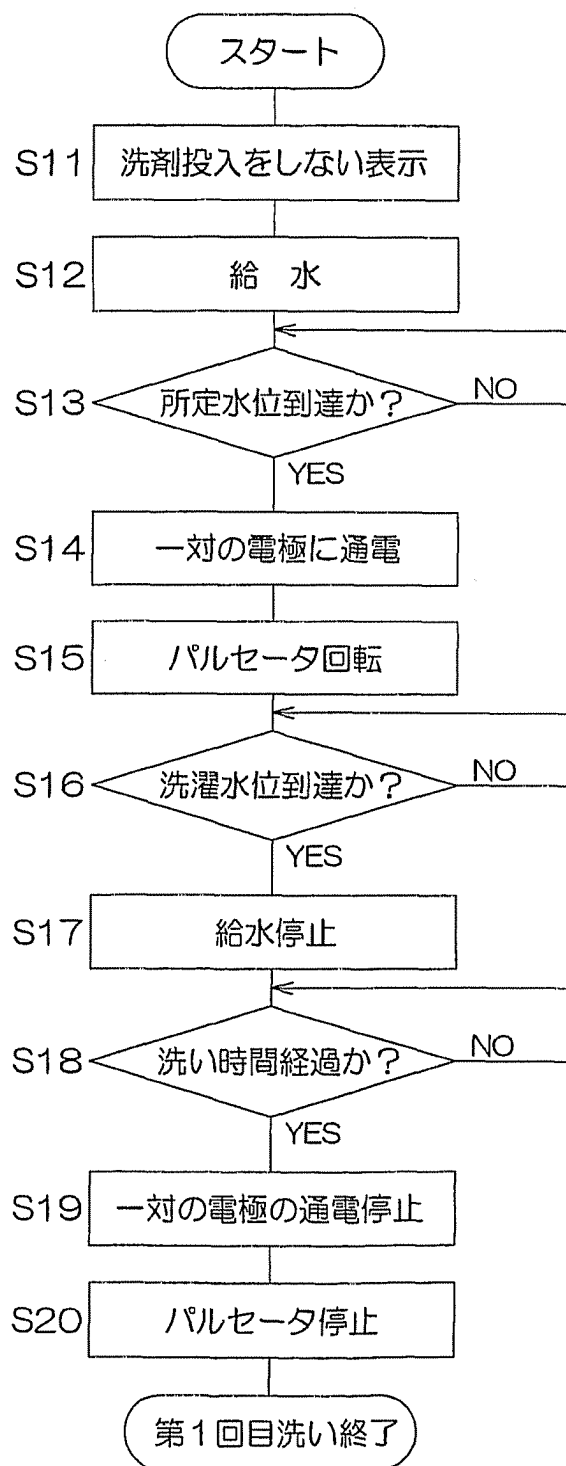 スタート
S11 洗剤投入をしない表示
S12 給 水
S13 所定水位到達か？ NO
YES
S14 一対の電極に通電
S15 パルセータ回転
S16 洗濯水位到達か？ NO
YES
S17 給水停止
S18 洗い時間経過か？ NO
YES
S19 一対の電極の通電停止
S20 パルセータ停止
第1回目洗い終了